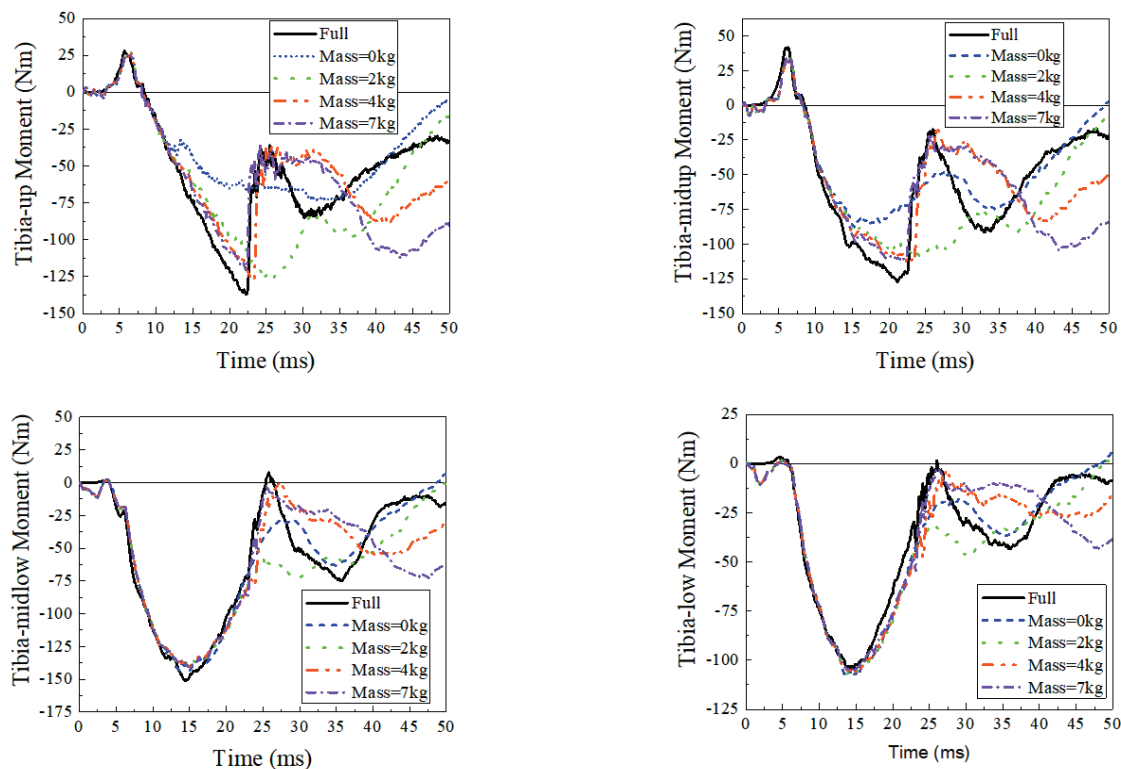 Tibia-up Moment (Nm)
50
25
0
-25
-50
-75
-100
-125
-150
0 5 10 15 20 25 30 35 40 45 50
Time (ms)
Full
Mass=0kg
Mass=2kg
Mass=4kg
Mass=7kg
Tibia-midup Moment (Nm)
50
25
0
-25
-50
-75
-100
-125
-150
0 5 10 15 20 25 30 35 40 45 50
Time (ms)
Full
Mass=0kg
Mass=2kg
Mass=4kg
Mass=7kg
Tibia-midlow Moment (Nm)
50
25
0
-25
-50
-75
-100
-125
-150
-175
0 5 10 15 20 25 30 35 40 45 50
Time (ms)
Full
Mass=0kg
Mass=2kg
Mass=4kg
Mass=7kg
Tibia-low Moment (Nm)
25
0
-25
-50
-75
-100
-125
0 5 10 15 20 25 30 35 40 45 50
Time (ms)
Full
Mass=0kg
Mass=2kg
Mass=4kg
Mass=7kg